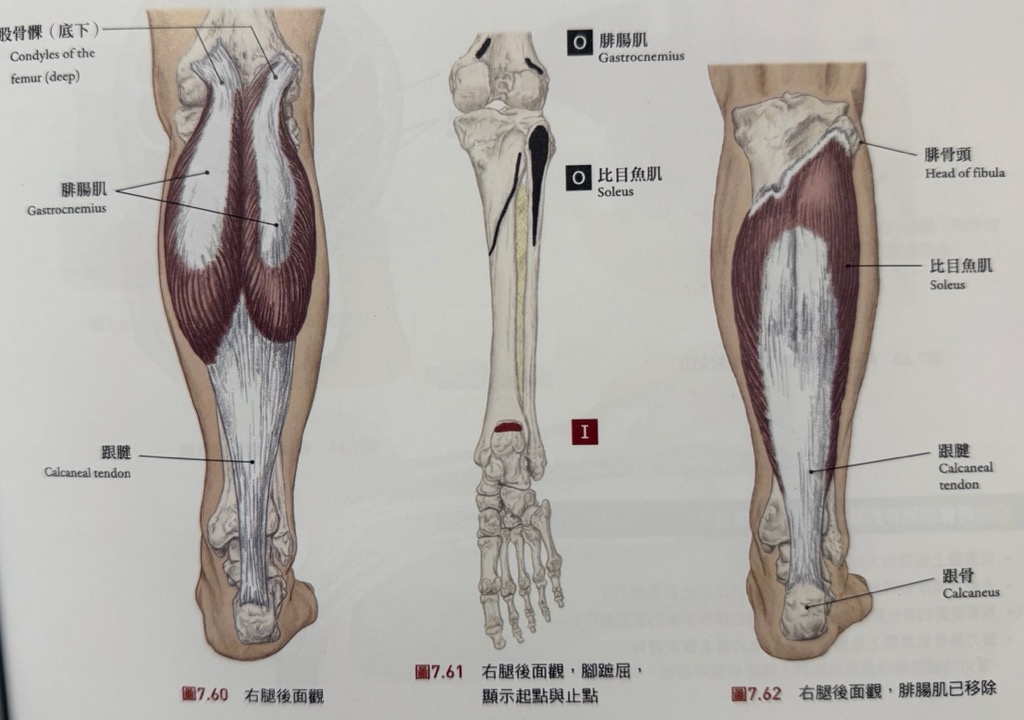 股骨髁（底下）
Condyles of the
femur (deep)
腓腸肌
Gastrocnemius
跟腱
Calcaneal tendon
圖7.60 右腿後面觀
O 腓腸肌
Gastrocnemius
O 比目魚肌
Soleus
I
圖7.61 右腿後面觀，腳蹠屈，
顯示起點與止點
腓骨頭
Head of fibula
比目魚肌
Soleus
跟腱
Calcaneal
tendon
跟骨
Calcaneus
圖7.62 右腿後面觀，腓腸肌已移除